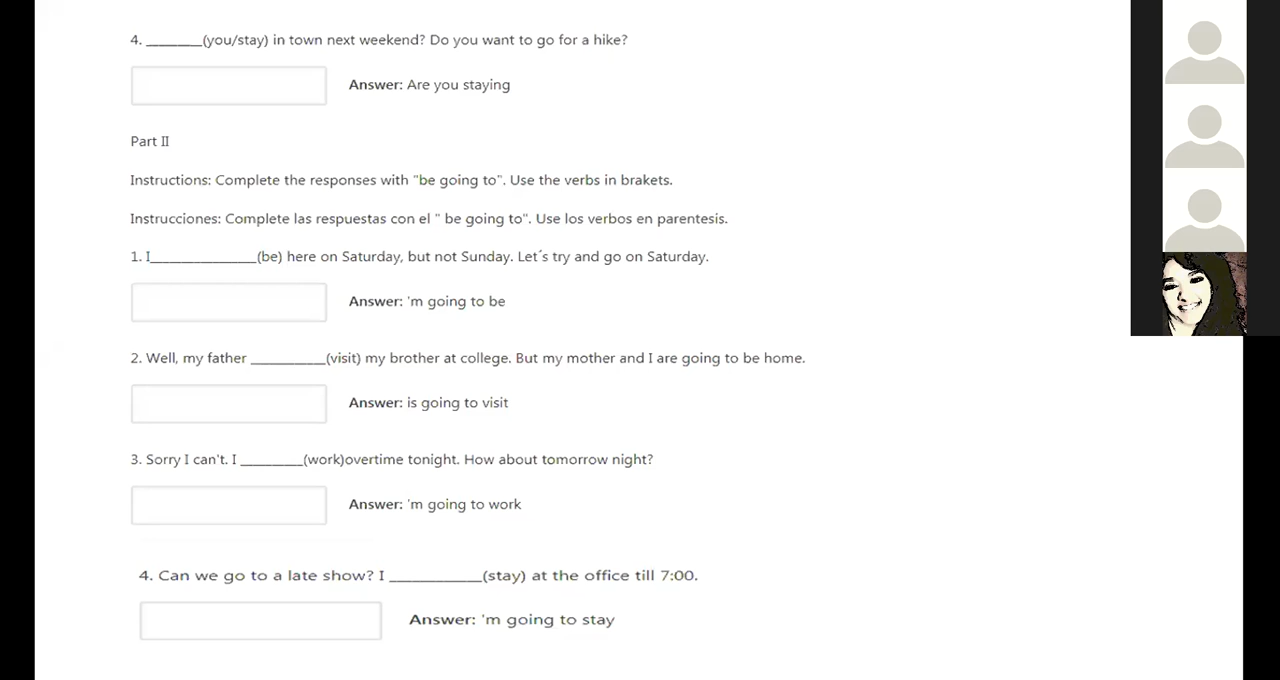 4. ________(you/stay) in town next weekend? Do you want to go for a hike?
Answer: Are you staying
Part II
Instructions: Complete the responses with "be going to". Use the verbs in brakets.
Instrucciones: Complete las respuestas con el " be going to". Use los verbos en parentesis.
1. I_______________(be) here on Saturday, but not Sunday. Let´s try and go on Saturday.
Answer: 'm going to be
2. Well, my father ___________(visit) my brother at college. But my mother and I are going to be home.
Answer: is going to visit
3. Sorry I can't. I _________(work)overtime tonight. How about tomorrow night?
Answer: 'm going to work
4. Can we go to a late show? I ____________(stay) at the office till 7:00.
Answer: 'm going to stay